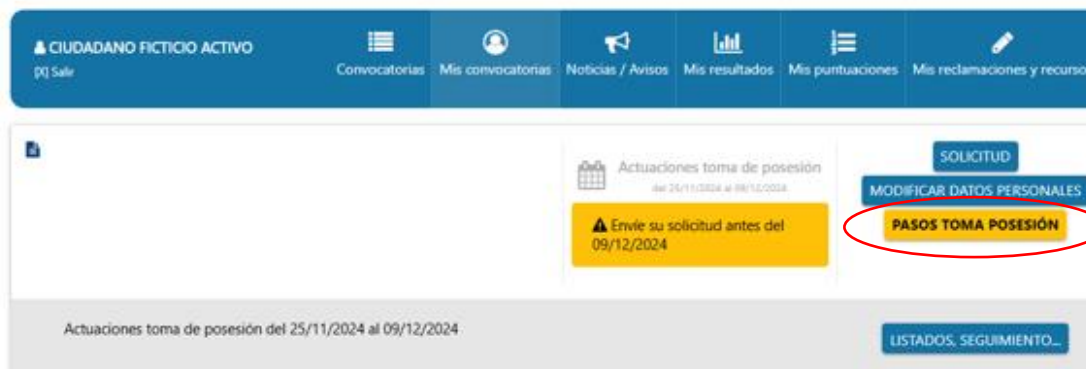 CIUDADANO FICTICIO ACTIVO
[X] Salir
Convocatorias
Mis convocatorias
Noticias / Avisos
Mis resultados
Mis puntuaciones
Mis reclamaciones y recurso
Actuaciones toma de posesión
del 25/11/2024 al 09/12/2024
Envíe su solicitud antes del
09/12/2024
SOLICITUD
MODIFICAR DATOS PERSONALES
PASOS TOMA POSESIÓN
Actuaciones toma de posesión del 25/11/2024 al 09/12/2024
LISTADOS, SEGUIMIENTO...